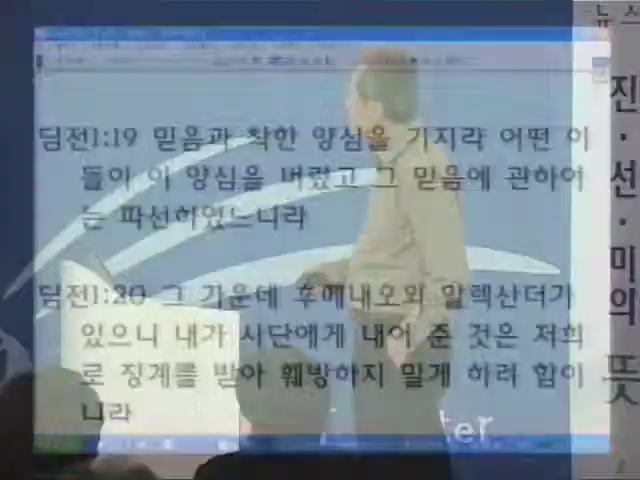 딤전1:19 믿음과 착한 양심을 가지라 어떤 이
들이 이 양심을 버렸고 그 믿음에 관하여
는 파선하였느니라
딤전1:20 그 가운데 후메내오와 알렉산더가
있으니 내가 사단에게 내어 준 것은 저희
로 징계를 받아 훼방하지 말게 하려 함이
니라
ter
뉴스
진·선·미의 뜻